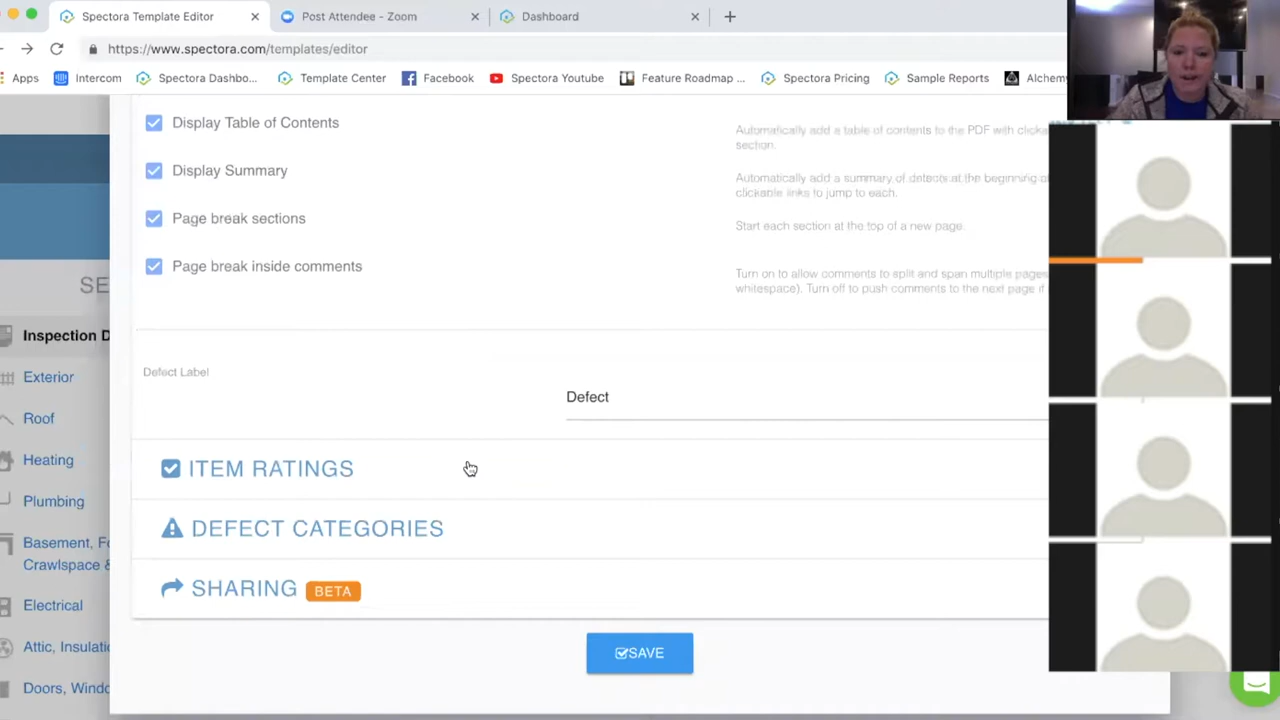 Spectora Template Editor
Post Attendee - Zoom
Dashboard
https://www.spectora.com/templates/editor
Apps
Intercom
Spectora Dashbo...
Template Center
Facebook
Spectora Youtube
Feature Roadmap ...
Spectora Pricing
Sample Reports
Alchem
Display Table of Contents
Automatically add a table of contents to the PDF with clicka
section.
Display Summary
Automatically add a summary of defects at the beginning a
clickable links to jump to each.
Page break sections
Start each section at the top of a new page.
Page break inside comments
Turn on to allow comments to split and span multiple pages
whitespace). Turn off to push comments to the next page if
SE
Inspection D
Exterior
Roof
Heating
Plumbing
Basement, Fo
Crawlspace &
Electrical
Attic, Insulatio
Doors, Windo
Defect Label
Defect
ITEM RATINGS
DEFECT CATEGORIES
SHARING BETA
SAVE